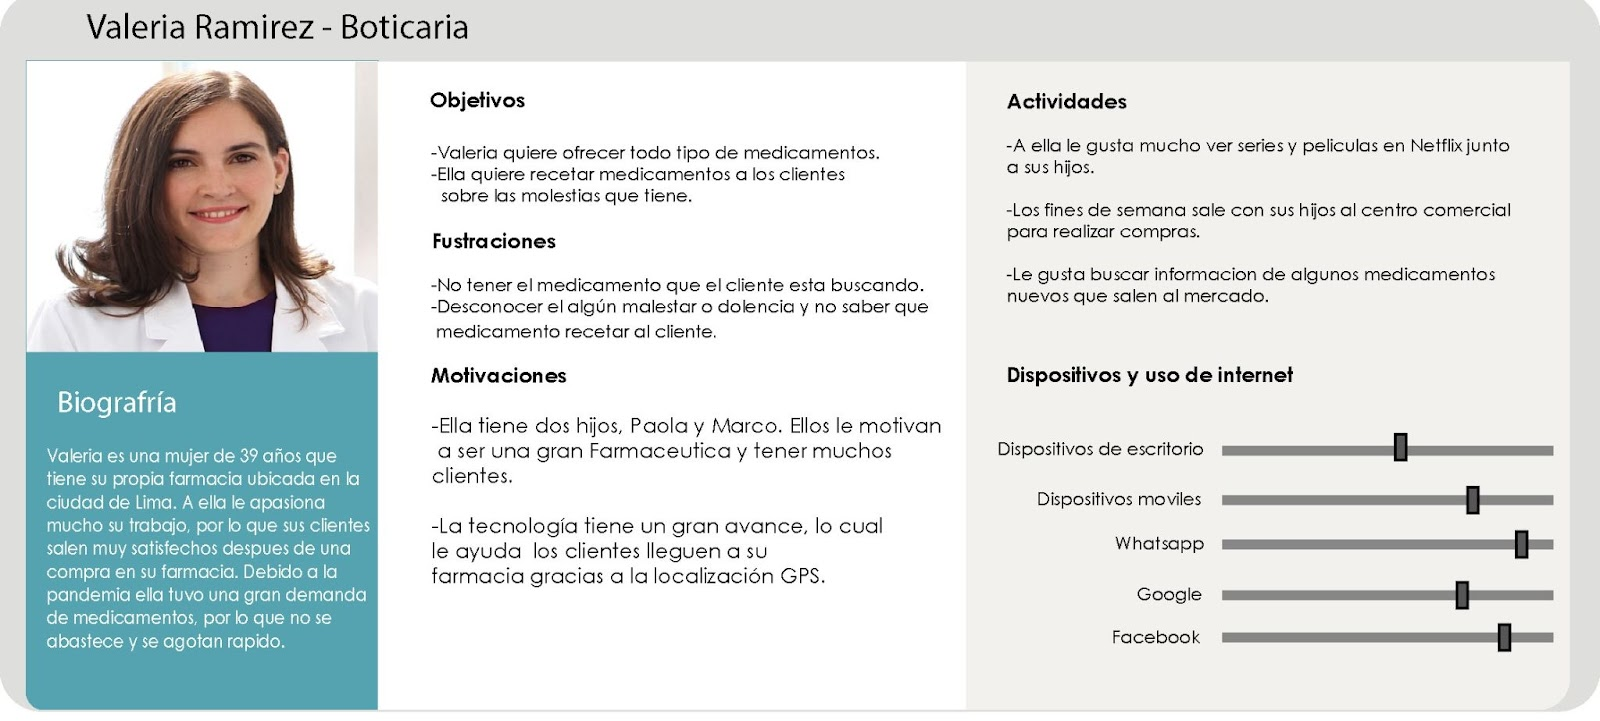 Valeria Ramirez - Boticaria
Biografría
Valeria es una mujer de 39 años que
tiene su propia farmacia ubicada en la
ciudad de Lima. A ella le apasiona
mucho su trabajo, por lo que sus clientes
salen muy satisfechos despues de una
compra en su farmacia. Debido a la
pandemia ella tuvo una gran demanda
de medicamentos, por lo que no se
abastece y se agotan rapido.
Objetivos
-Valeria quiere ofrecer todo tipo de medicamentos.
-Ella quiere recetar medicamentos a los clientes
sobre las molestias que tiene.
Fustraciones
-No tener el medicamento que el cliente esta buscando.
-Desconocer el algún malestar o dolencia y no saber que
medicamento recetar al cliente.
Motivaciones
-Ella tiene dos hijos, Paola y Marco. Ellos le motivan
a ser una gran Farmaceutica y tener muchos
clientes.
-La tecnología tiene un gran avance, lo cual
le ayuda los clientes lleguen a su
farmacia gracias a la localización GPS.
Actividades
-A ella le gusta mucho ver series y peliculas en Netflix junto
a sus hijos.
-Los fines de semana sale con sus hijos al centro comercial
para realizar compras.
-Le gusta buscar informacion de algunos medicamentos
nuevos que salen al mercado.
Dispositivos y uso de internet
Dispositivos de escritorio
Dispositivos moviles
Whatsapp
Google
Facebook